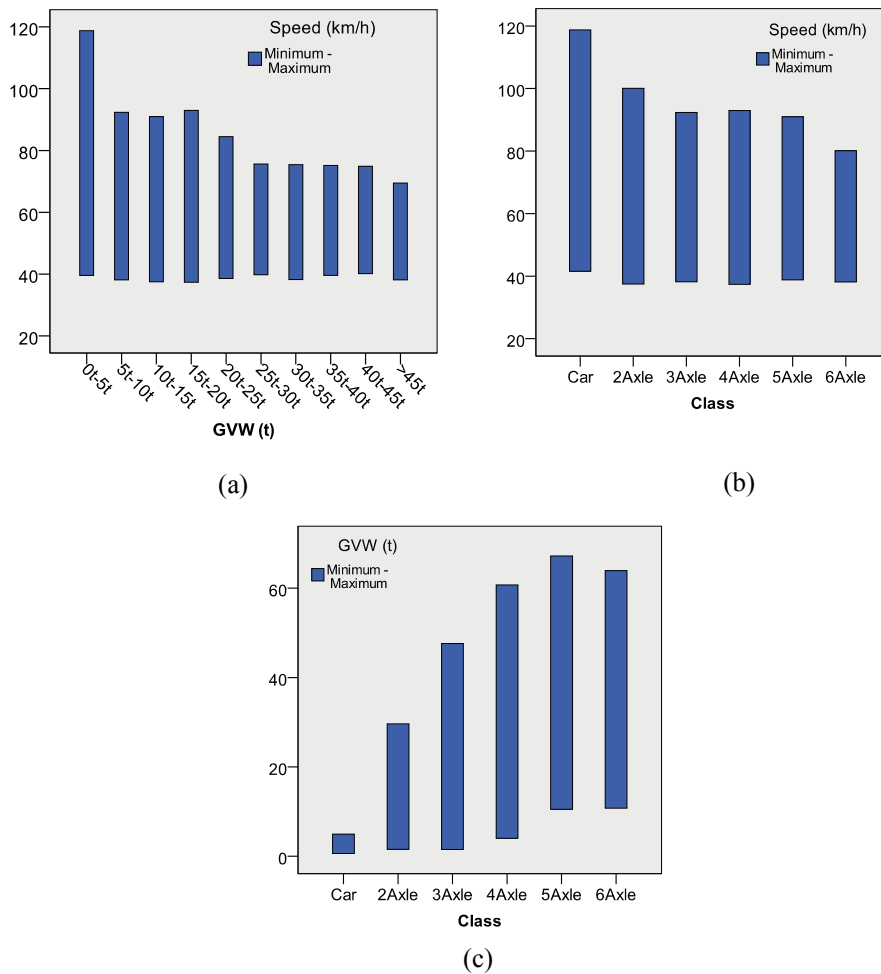 Speed (km/h)
Minimum -
Maximum
120
100
80
60
40
20
0t-5t
5t-10t
10t-15t
15t-20t
20t-25t
25t-30t
30t-35t
35t-40t
40t-45t
>45t
GVW (t)
(a)
Speed (km/h)
Minimum -
Maximum
120
100
80
60
40
20
Car 2Axle 3Axle 4Axle 5Axle 6Axle
Class
(b)
GVW (t)
Minimum -
Maximum
60
40
20
0
Car 2Axle 3Axle 4Axle 5Axle 6Axle
Class
(c)